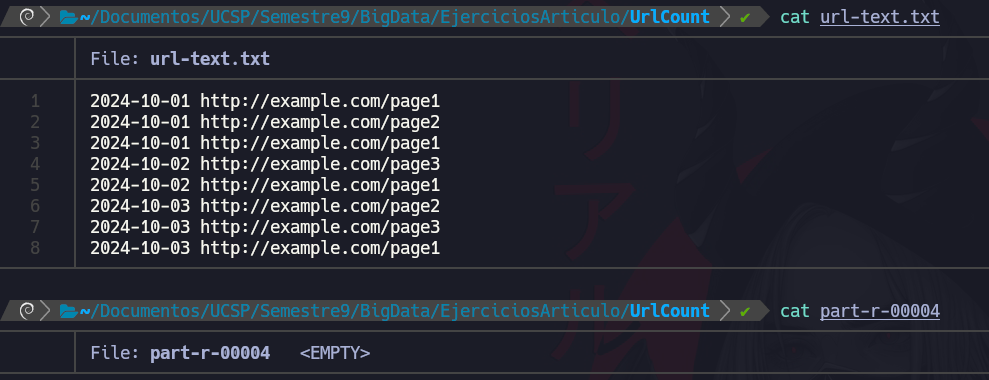 ~/Documentos/UCSP/Semestre9/BigData/EjerciciosArticulo/UrlCount ✔ cat url-text.txt
File: url-text.txt
1 2024-10-01 http://example.com/page1
2 2024-10-01 http://example.com/page2
3 2024-10-01 http://example.com/page1
4 2024-10-02 http://example.com/page3
5 2024-10-02 http://example.com/page1
6 2024-10-03 http://example.com/page2
7 2024-10-03 http://example.com/page3
8 2024-10-03 http://example.com/page1
リアル
~/Documentos/UCSP/Semestre9/BigData/EjerciciosArticulo/UrlCount ✔ cat part-r-00004
File: part-r-00004 <EMPTY>